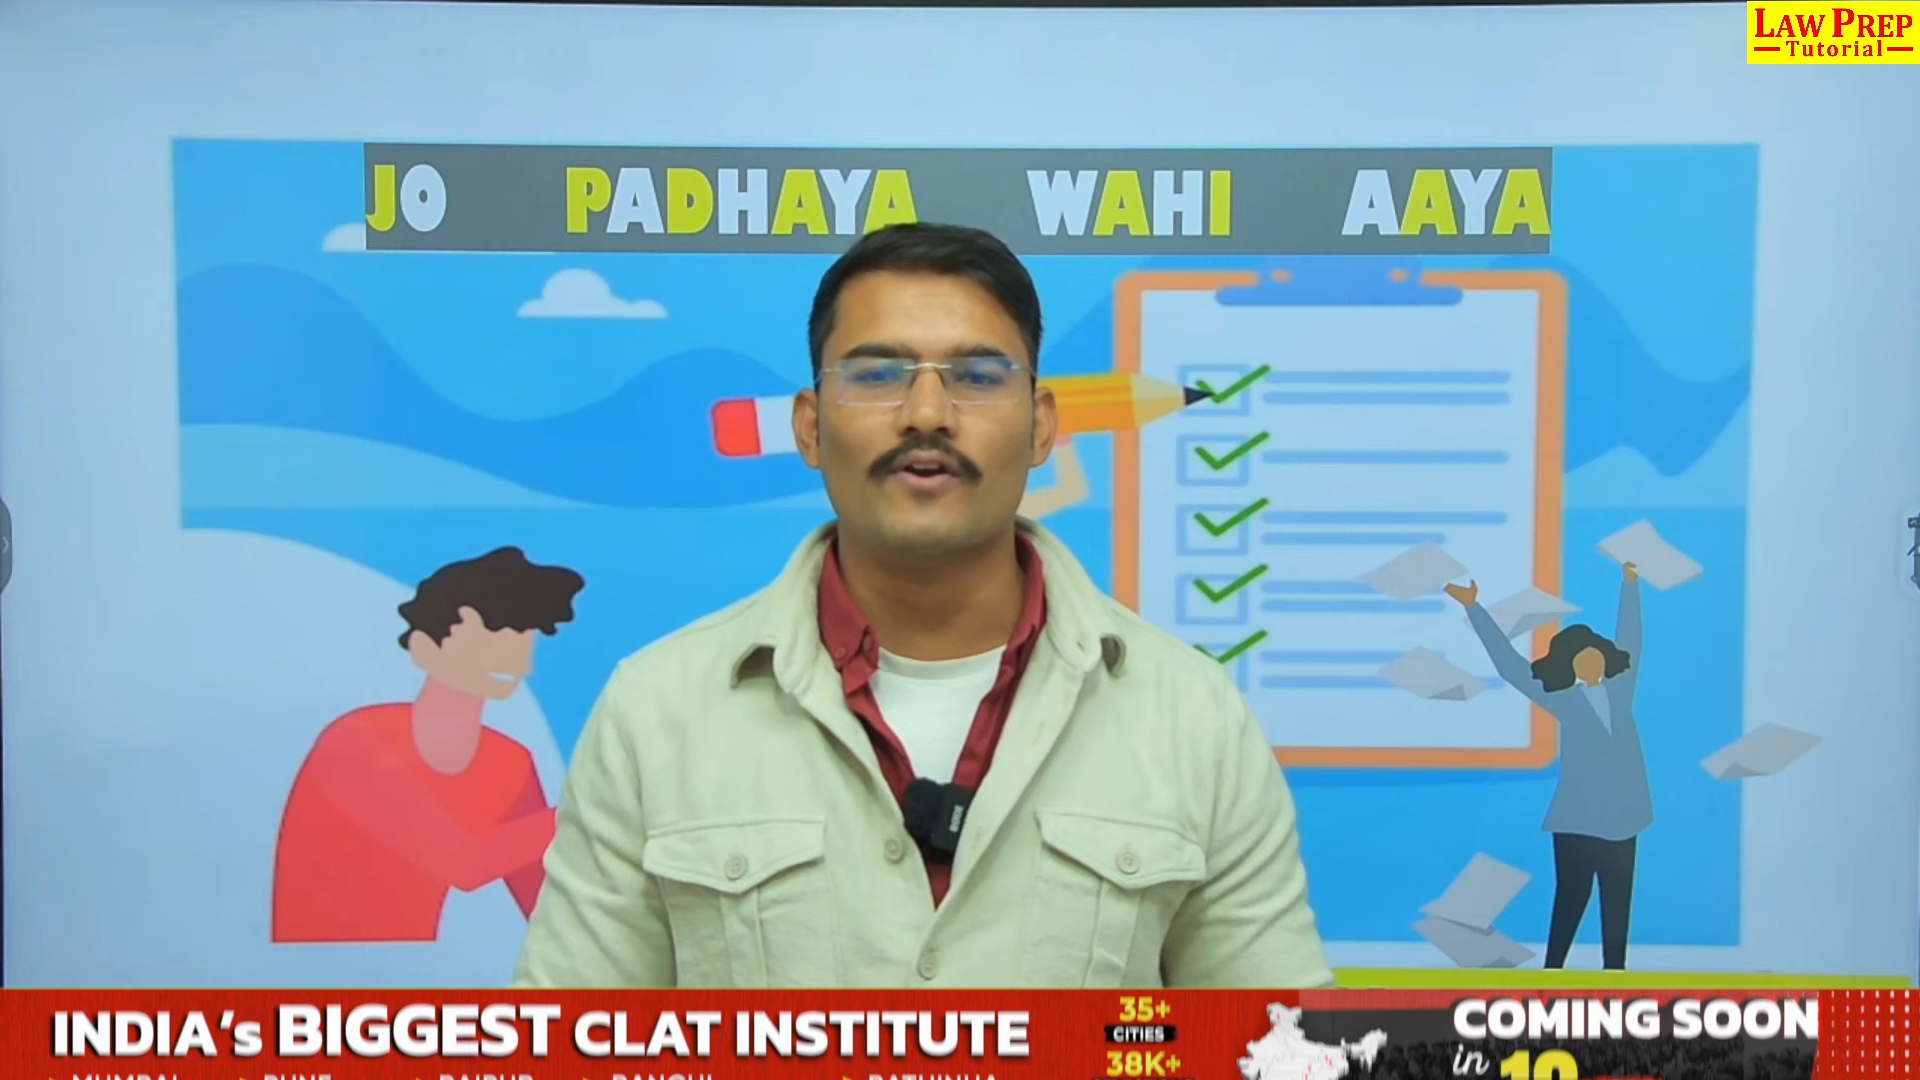 LAW PREP
Tutorial
JO PADHAYA WAHI AAYA
INDIA's BIGGEST CLAT INSTITUTE
35+
CITIES
38K+
COMING SOON
in 10